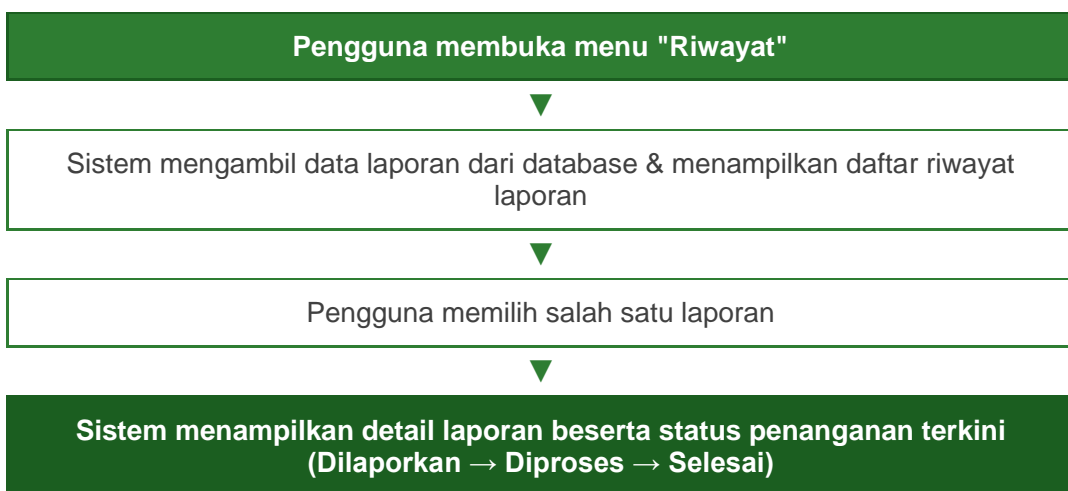 Pengguna membuka menu "Riwayat"
▼
Sistem mengambil data laporan dari database & menampilkan daftar riwayat
laporan
▼
Pengguna memilih salah satu laporan
▼
Sistem menampilkan detail laporan beserta status penanganan terkini
(Dilaporkan → Diproses → Selesai)